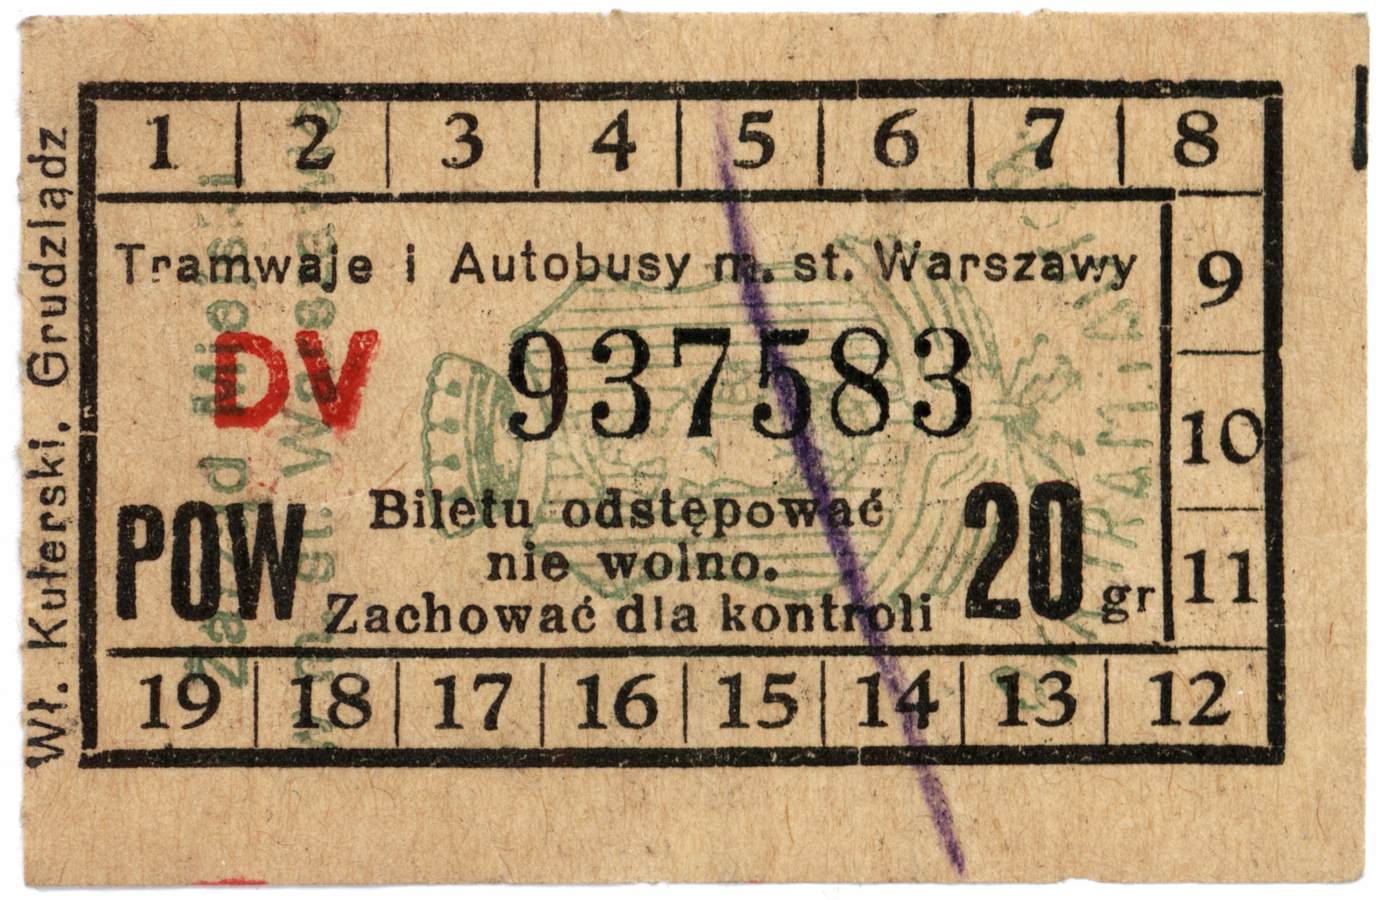 1 2 3 4 5 6 7 8
Tramwaje i Autobusy m. st. Warszawy
9
DV 937583
10
POW Biletu odstępować
nie wolno.
Zachować dla kontroli
20 gr
11
19 18 17 16 15 14 13 12
Wł. Kulerski, Grudziądz